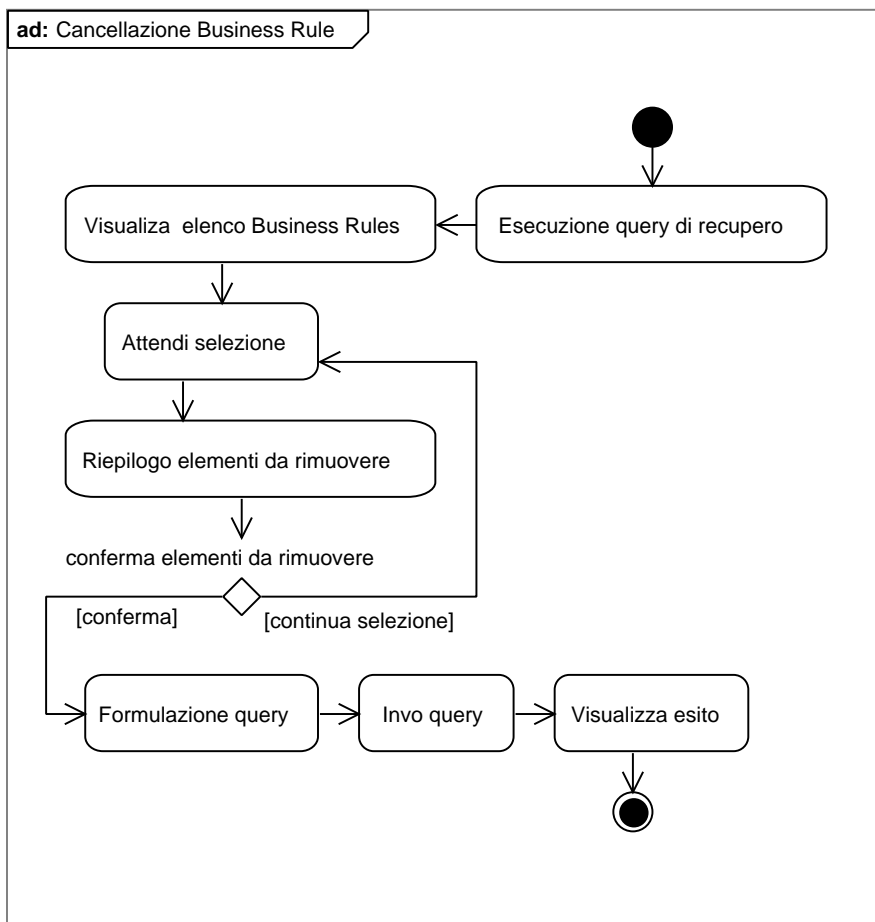 ad: Cancellazione Business Rule
Esecuzione query di recupero
Visualiza  elenco Business Rules
Attendi selezione
Riepilogo elementi da rimuovere
conferma elementi da rimuovere
[conferma]
[continua selezione]
Formulazione query
Invo query
Visualizza esito